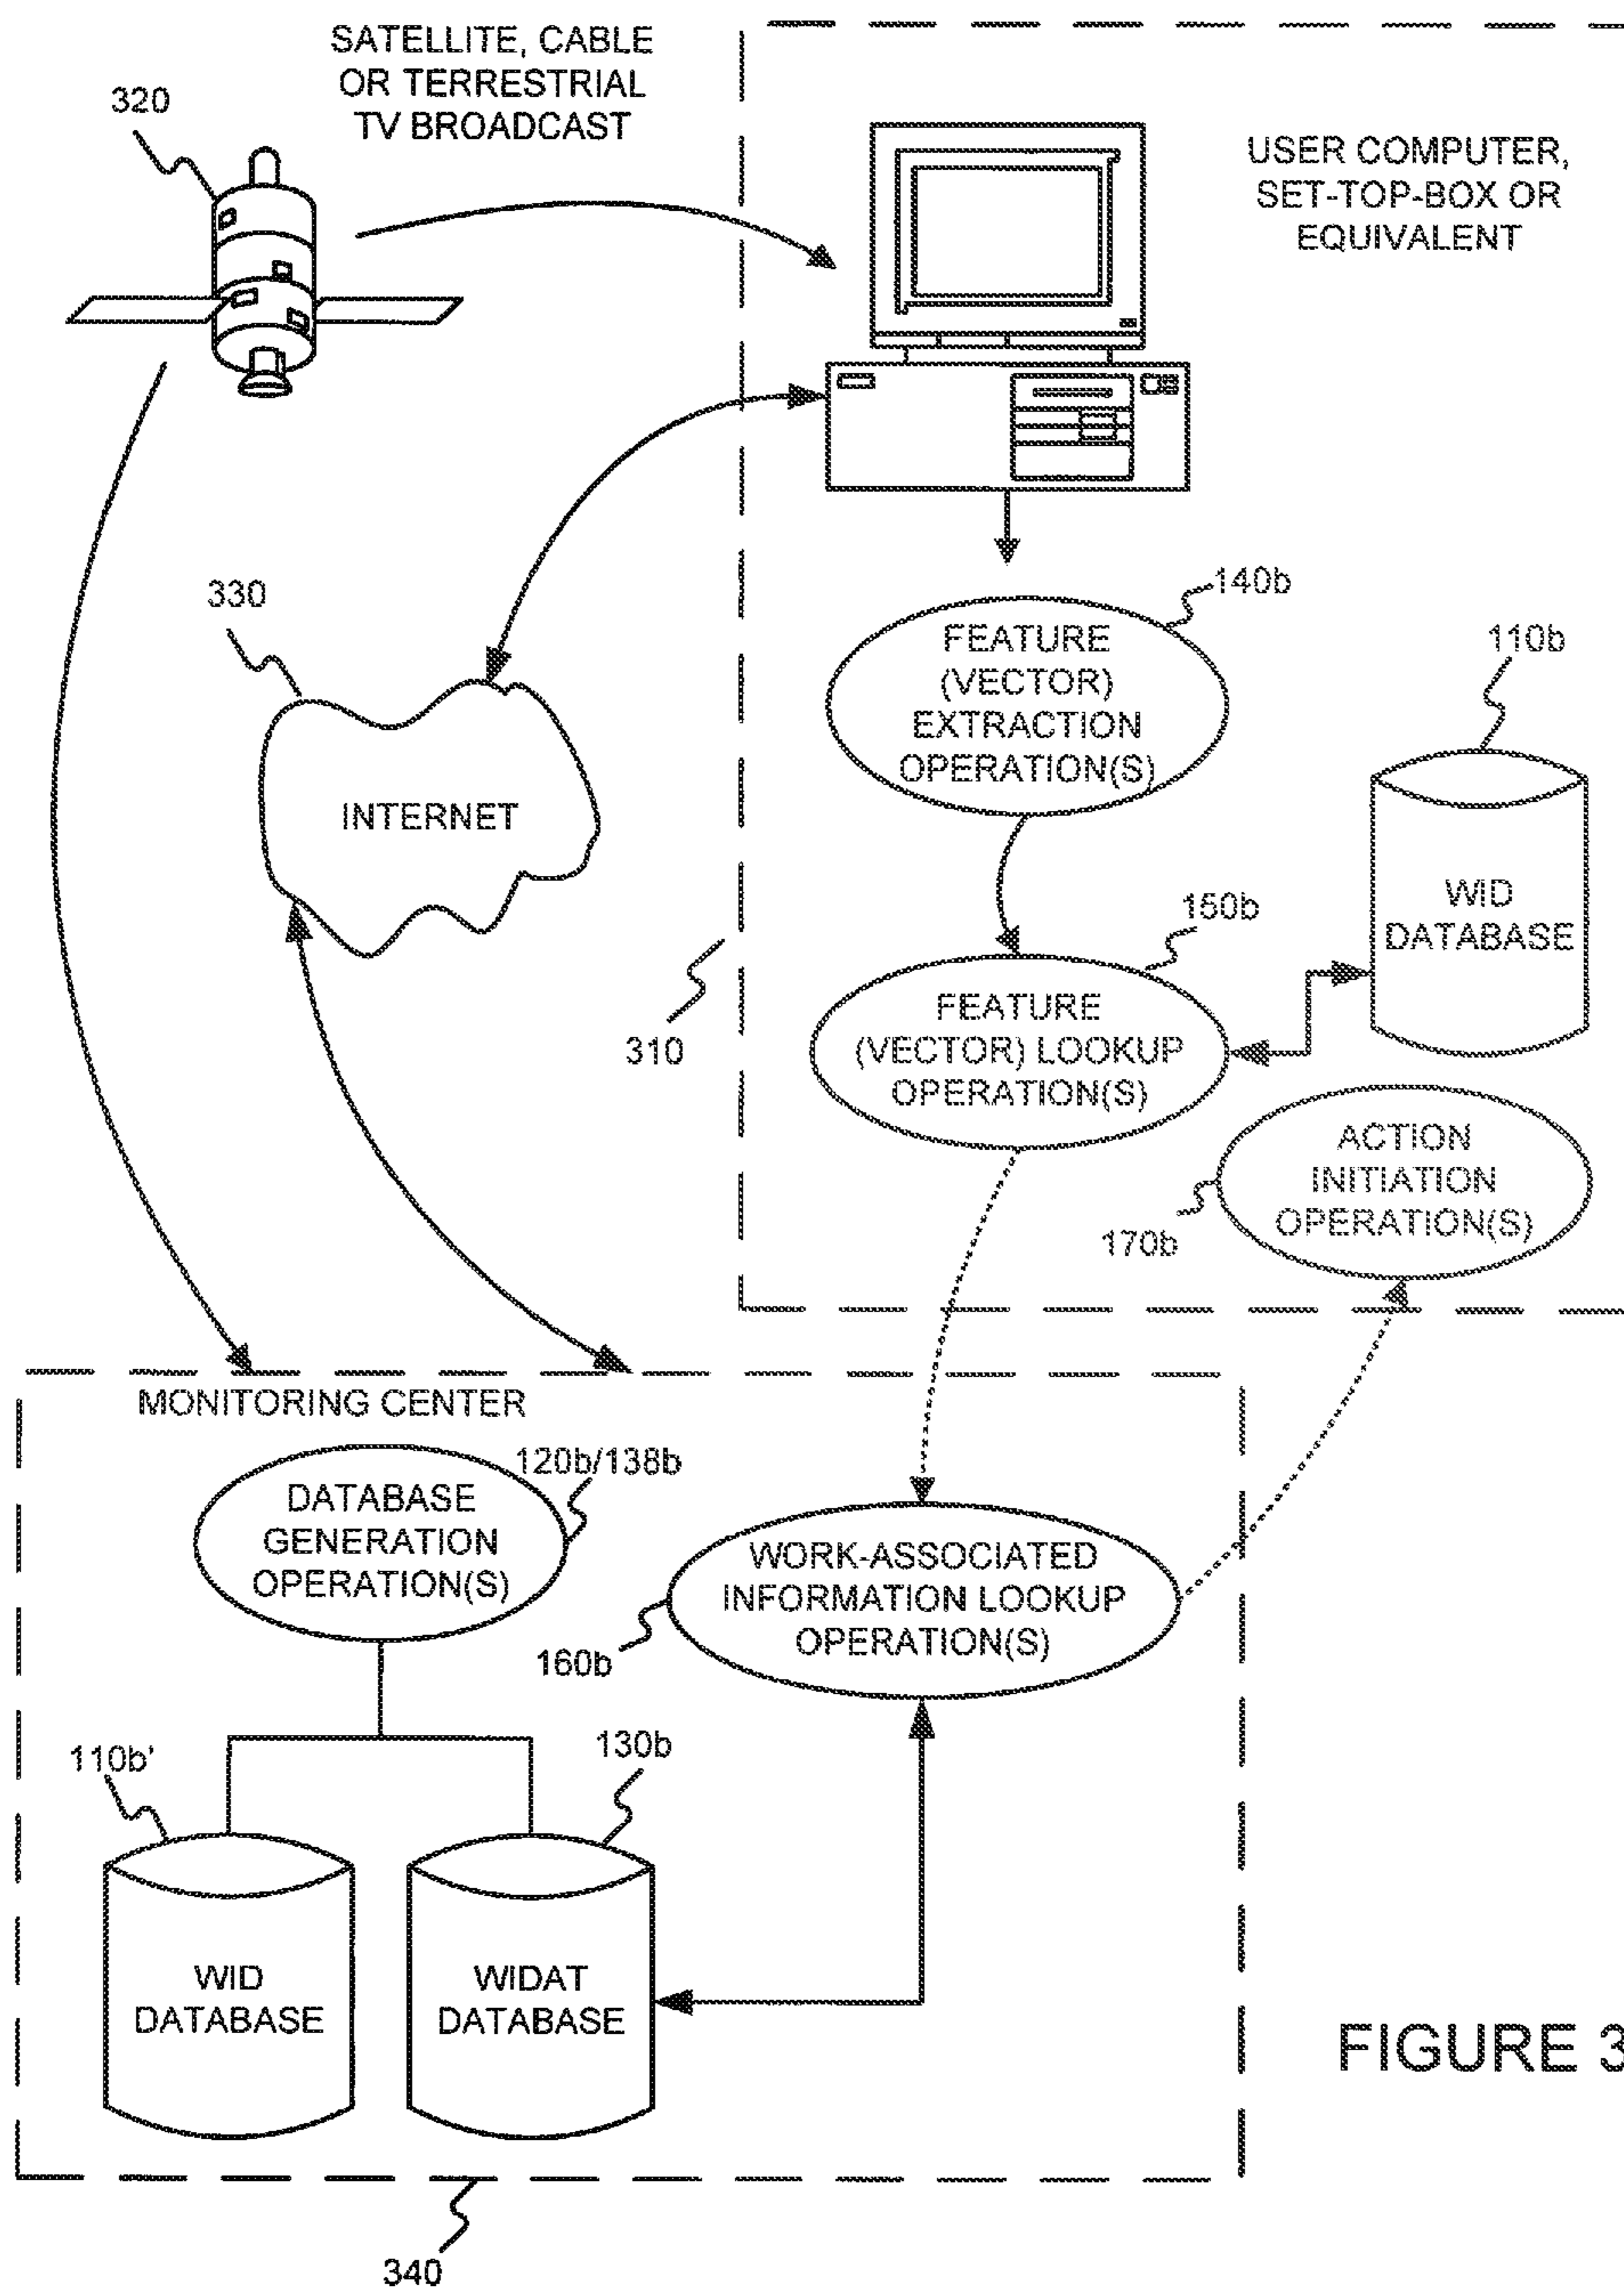 SATELLITE, CABLE
OR TERRESTRIAL
TV BROADCAST
320
USER COMPUTER,
SET-TOP-BOX OR
EQUIVALENT
330
INTERNET
140b
FEATURE
(VECTOR)
EXTRACTION
OPERATION(S)
110b
WID
DATABASE
150b
FEATURE
(VECTOR) LOOKUP
OPERATION(S)
310
ACTION
INITIATION
OPERATION(S)
170b
MONITORING CENTER
120b/138b
DATABASE
GENERATION
OPERATION(S)
WORK-ASSOCIATED
INFORMATION LOOKUP
OPERATION(S)
160b
110b'
130b
WID
DATABASE
WIDAT
DATABASE
FIGURE 3
340